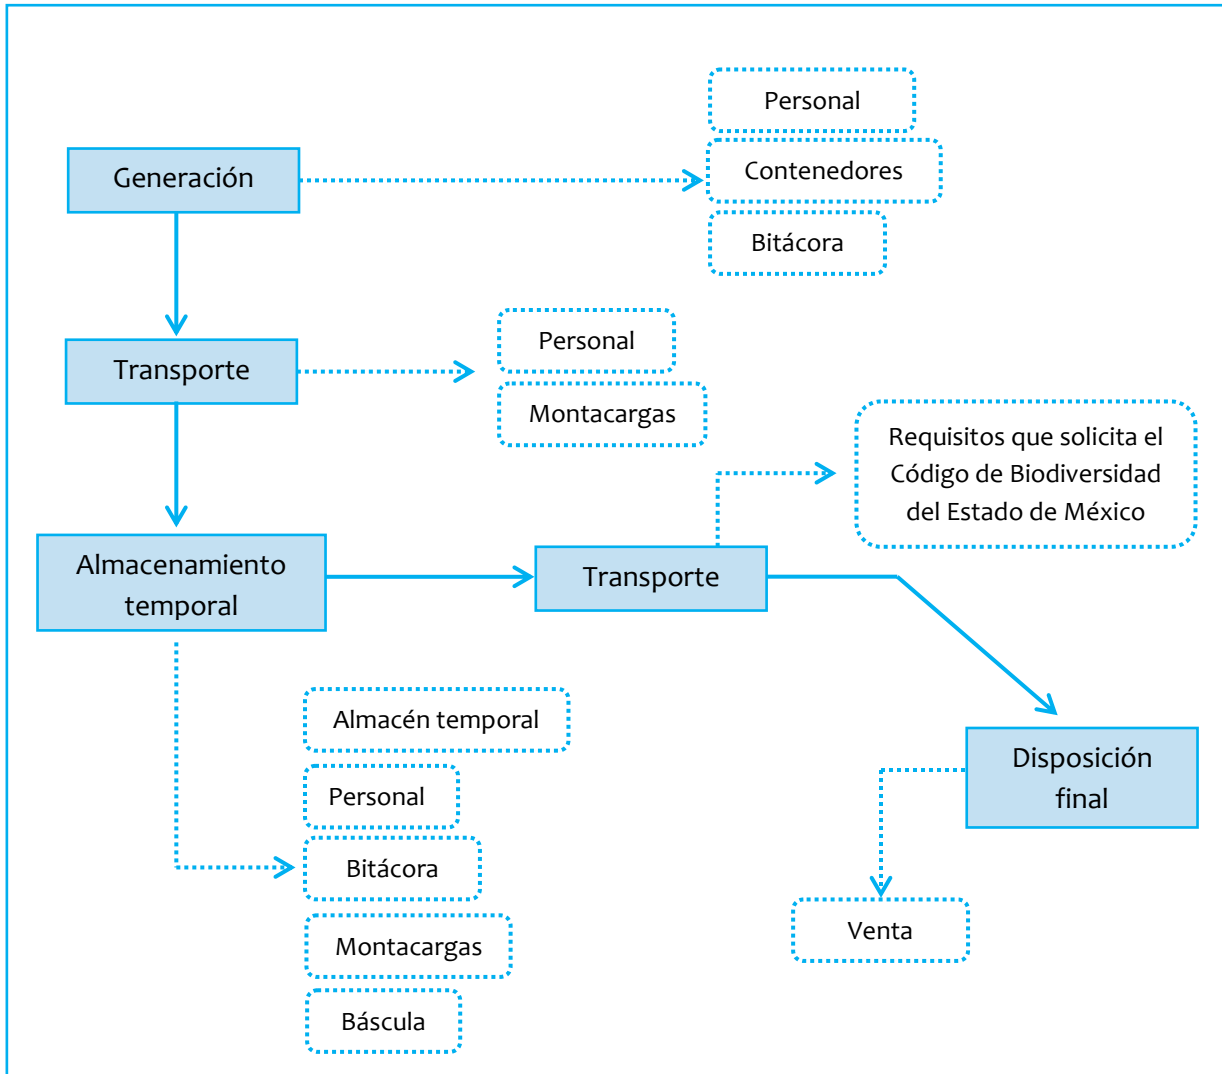 Personal
Generación
Contenedores
Bitácora
Personal
Transporte
Montacargas
Requisitos que solicita el
Código de Biodiversidad
del Estado de México
Almacenamiento
temporal
Transporte
Almacén temporal
Disposición
final
Personal
Bitácora
Venta
Montacargas
Báscula